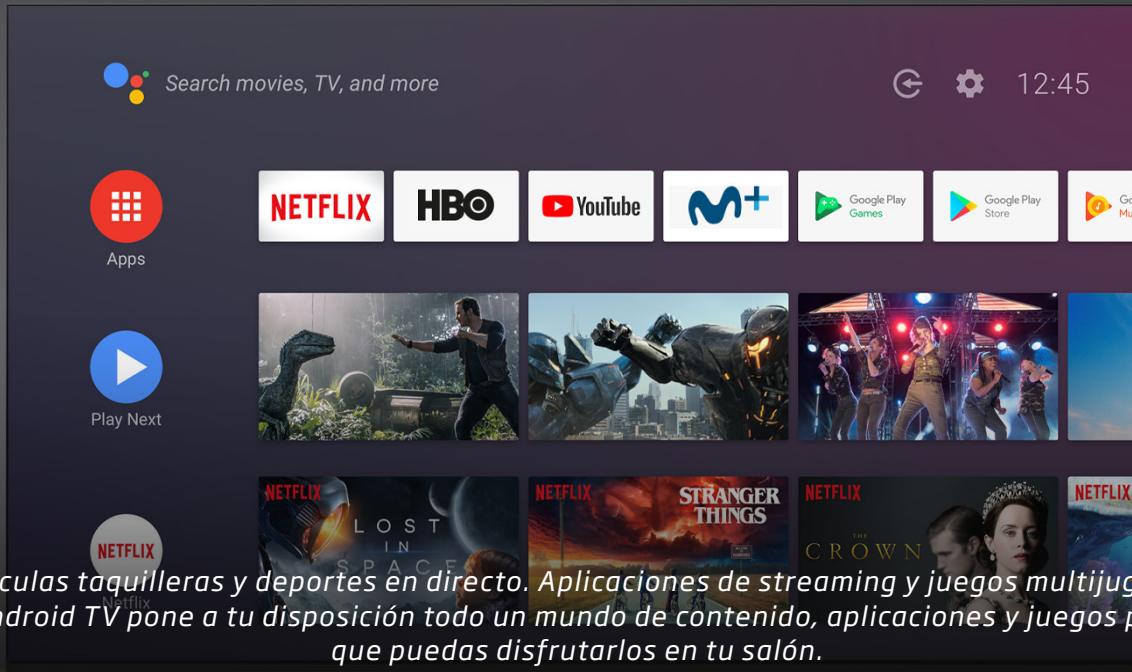 Search movies, TV, and more
12:45
NETFLIX
HBO
YouTube
M+
Google Play
Games
Google Play
Store
Apps
Play Next
NETFLIX
LOST
IN
SPACE
NETFLIX
STRANGER
THINGS
NETFLIX
THE
CROWN
NETFLIX
NETFLIX
Netflix
culas taquilleras y deportes en directo. Aplicaciones de streaming y juegos multijug
ndroid TV pone a tu disposición todo un mundo de contenido, aplicaciones y juegos p
que puedas disfrutarlos en tu salón.